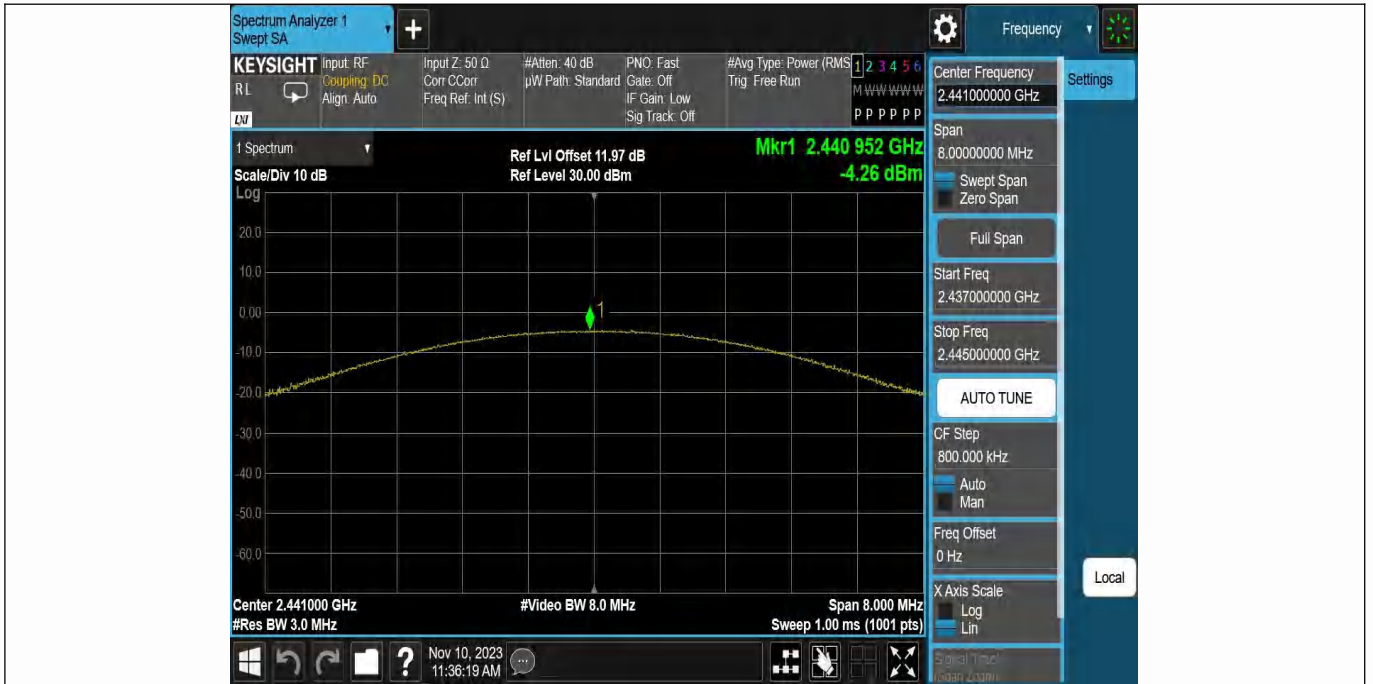 Spectrum Analyzer 1
Swept SA
+
Frequency
KEYSIGHT
RL
LXI
Input: RF
Coupling: DC
Align: Auto
Input Z: 50 Ω
Corr CCorr
Freq Ref: Int (S)
#Atten: 40 dB
µW Path: Standard
PNO: Fast
Gate: Off
IF Gain: Low
Sig Track: Off
#Avg Type: Power (RMS
Trig: Free Run
1 2 3 4 5 6
M W W W W W
P P P P P P
Center Frequency
2.441000000 GHz
Settings
1 Spectrum
Scale/Div 10 dB
Ref Lvl Offset 11.97 dB
Ref Level 30.00 dBm
Mkr1 2.440 952 GHz
-4.26 dBm
Span
8.00000000 MHz
Swept Span
Zero Span
Full Span
Start Freq
2.437000000 GHz
Stop Freq
2.445000000 GHz
AUTO TUNE
CF Step
800.000 kHz
Auto
Man
Freq Offset
0 Hz
X Axis Scale
Log
Lin
Signal Track
(Span Zoom)
Local
Log
20.0
10.0
0.00
-10.0
-20.0
-30.0
-40.0
-50.0
-60.0
1
Center 2.441000 GHz
#Res BW 3.0 MHz
#Video BW 8.0 MHz
Span 8.000 MHz
Sweep 1.00 ms (1001 pts)
?
Nov 10, 2023
11:36:19 AM